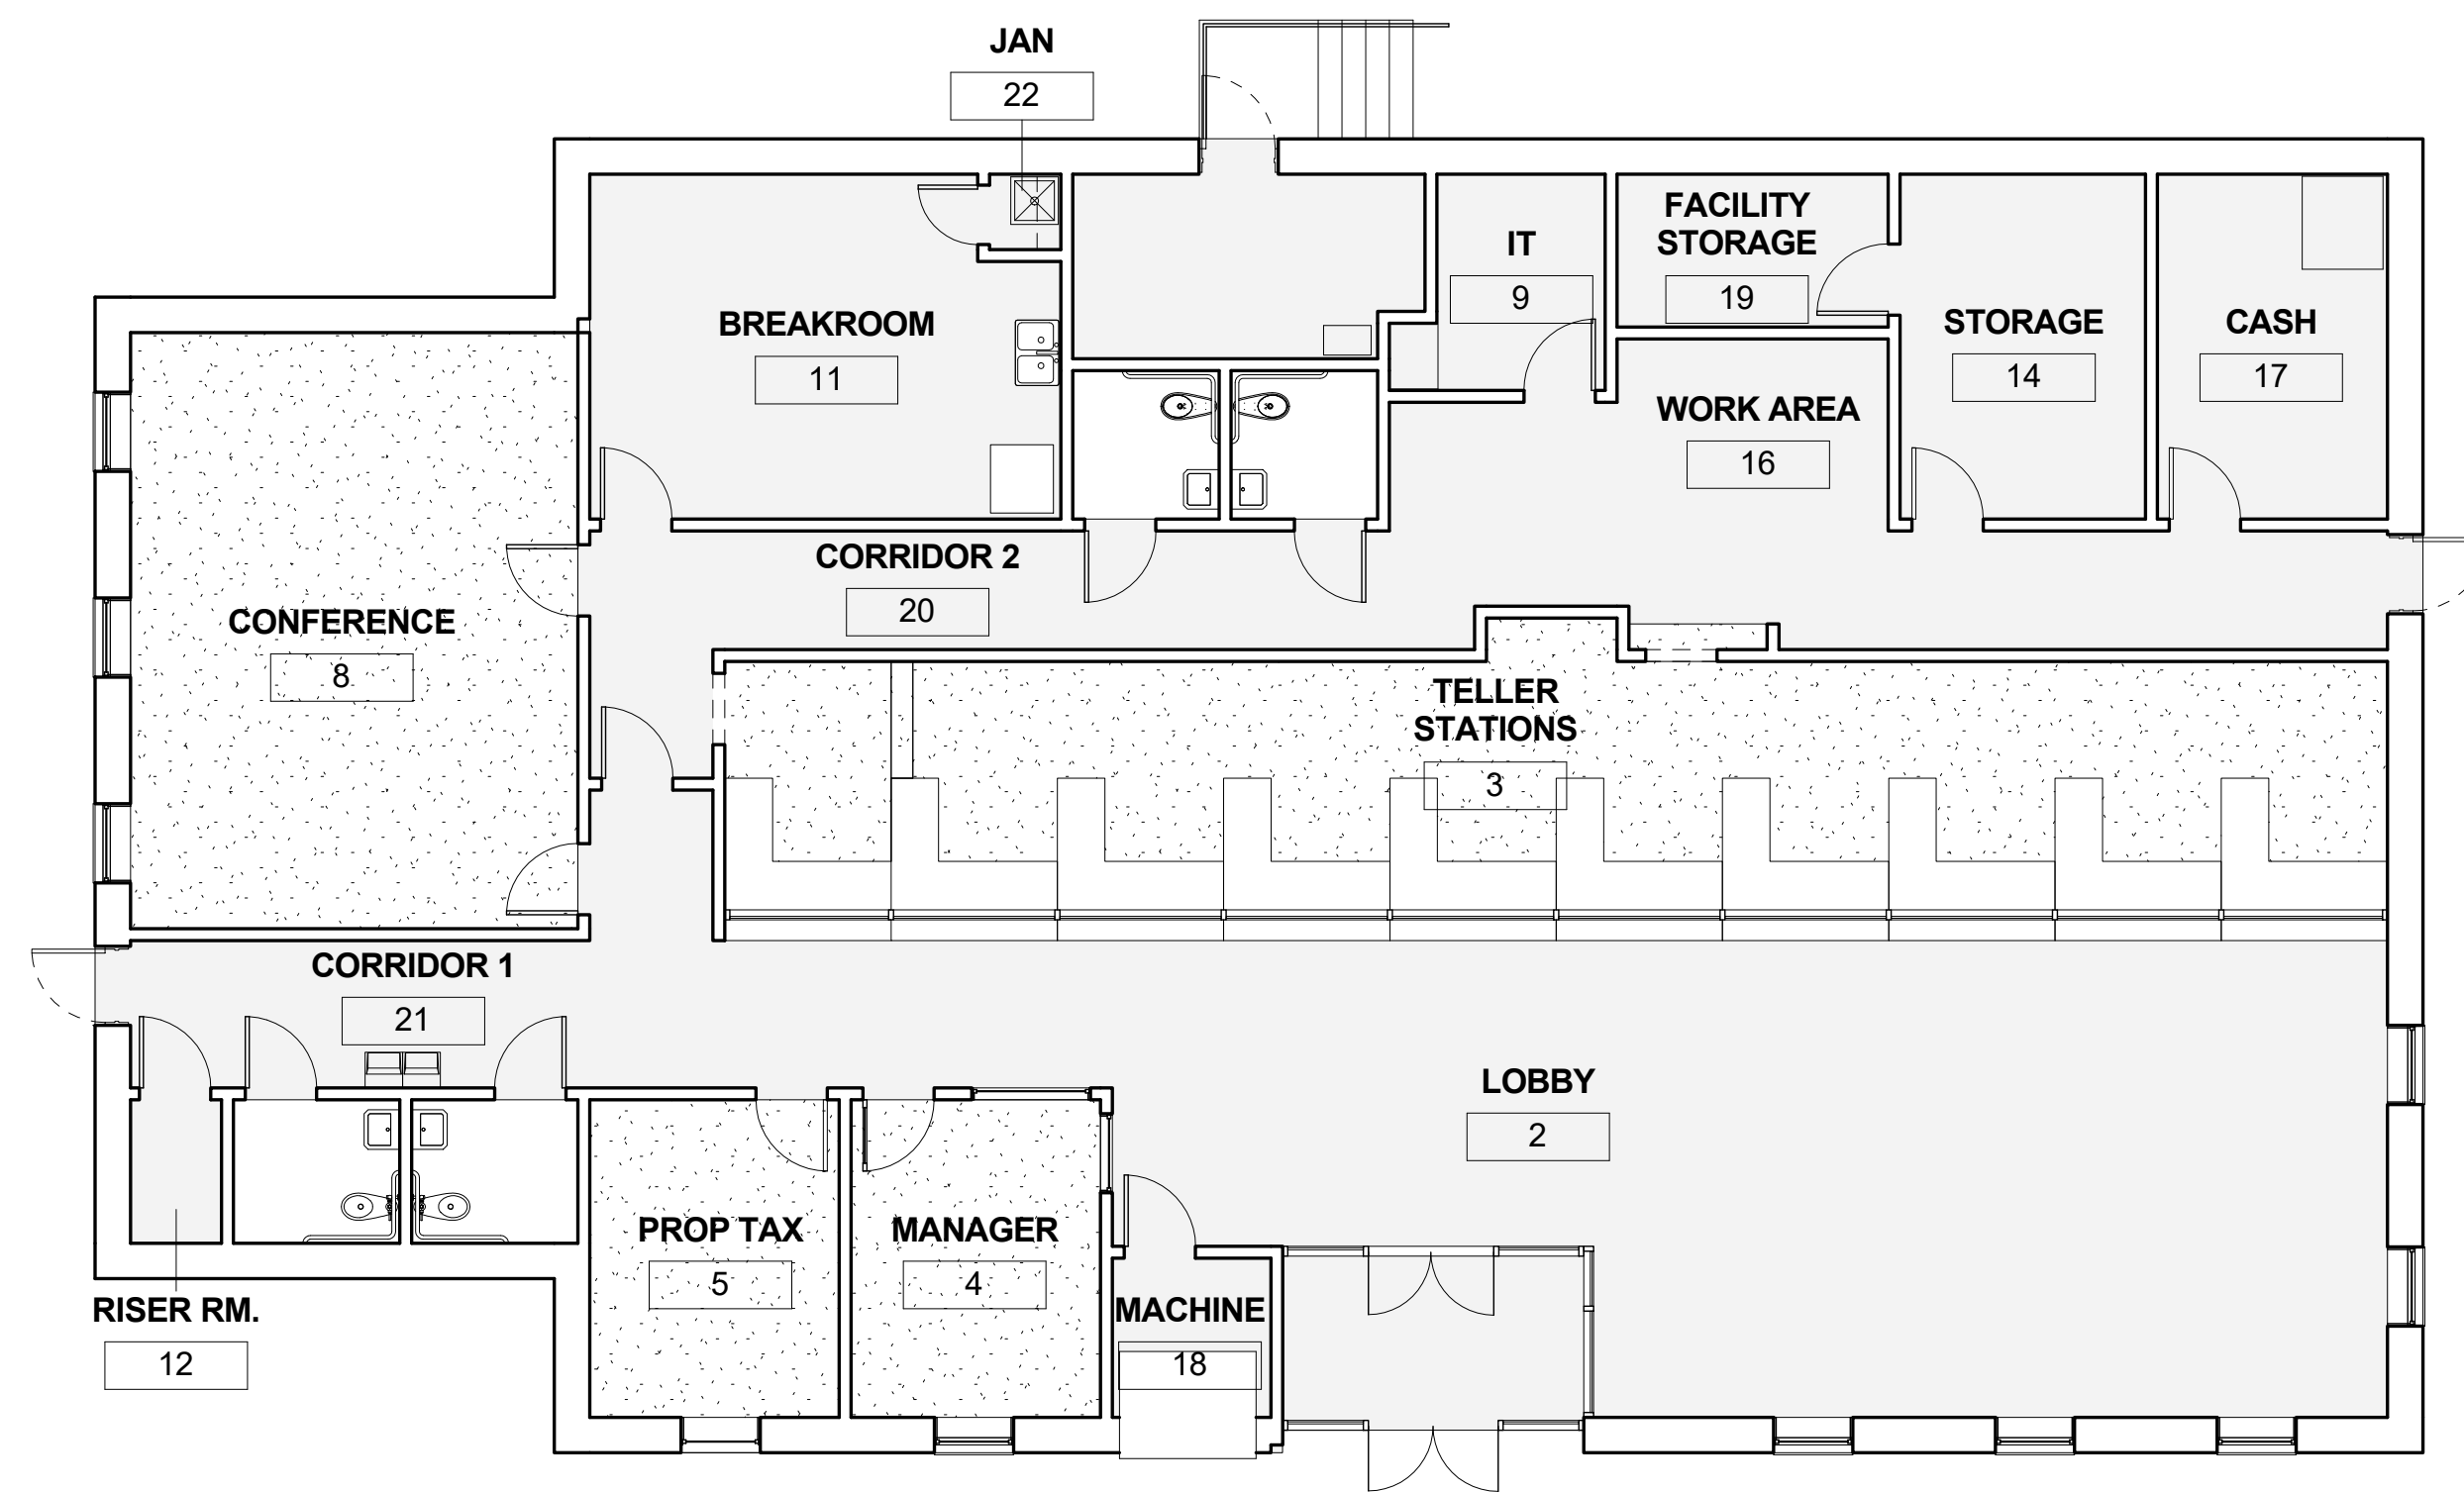 JAN
22
FACILITY
STORAGE
19
IT
9
BREAKROOM
11
STORAGE
14
CASH
17
WORK AREA
16
CORRIDOR 2
20
CONFERENCE
8
TELLER
STATIONS
3
CORRIDOR 1
21
LOBBY
2
PROP TAX
5
MANAGER
4
MACHINE
18
RISER RM.
12